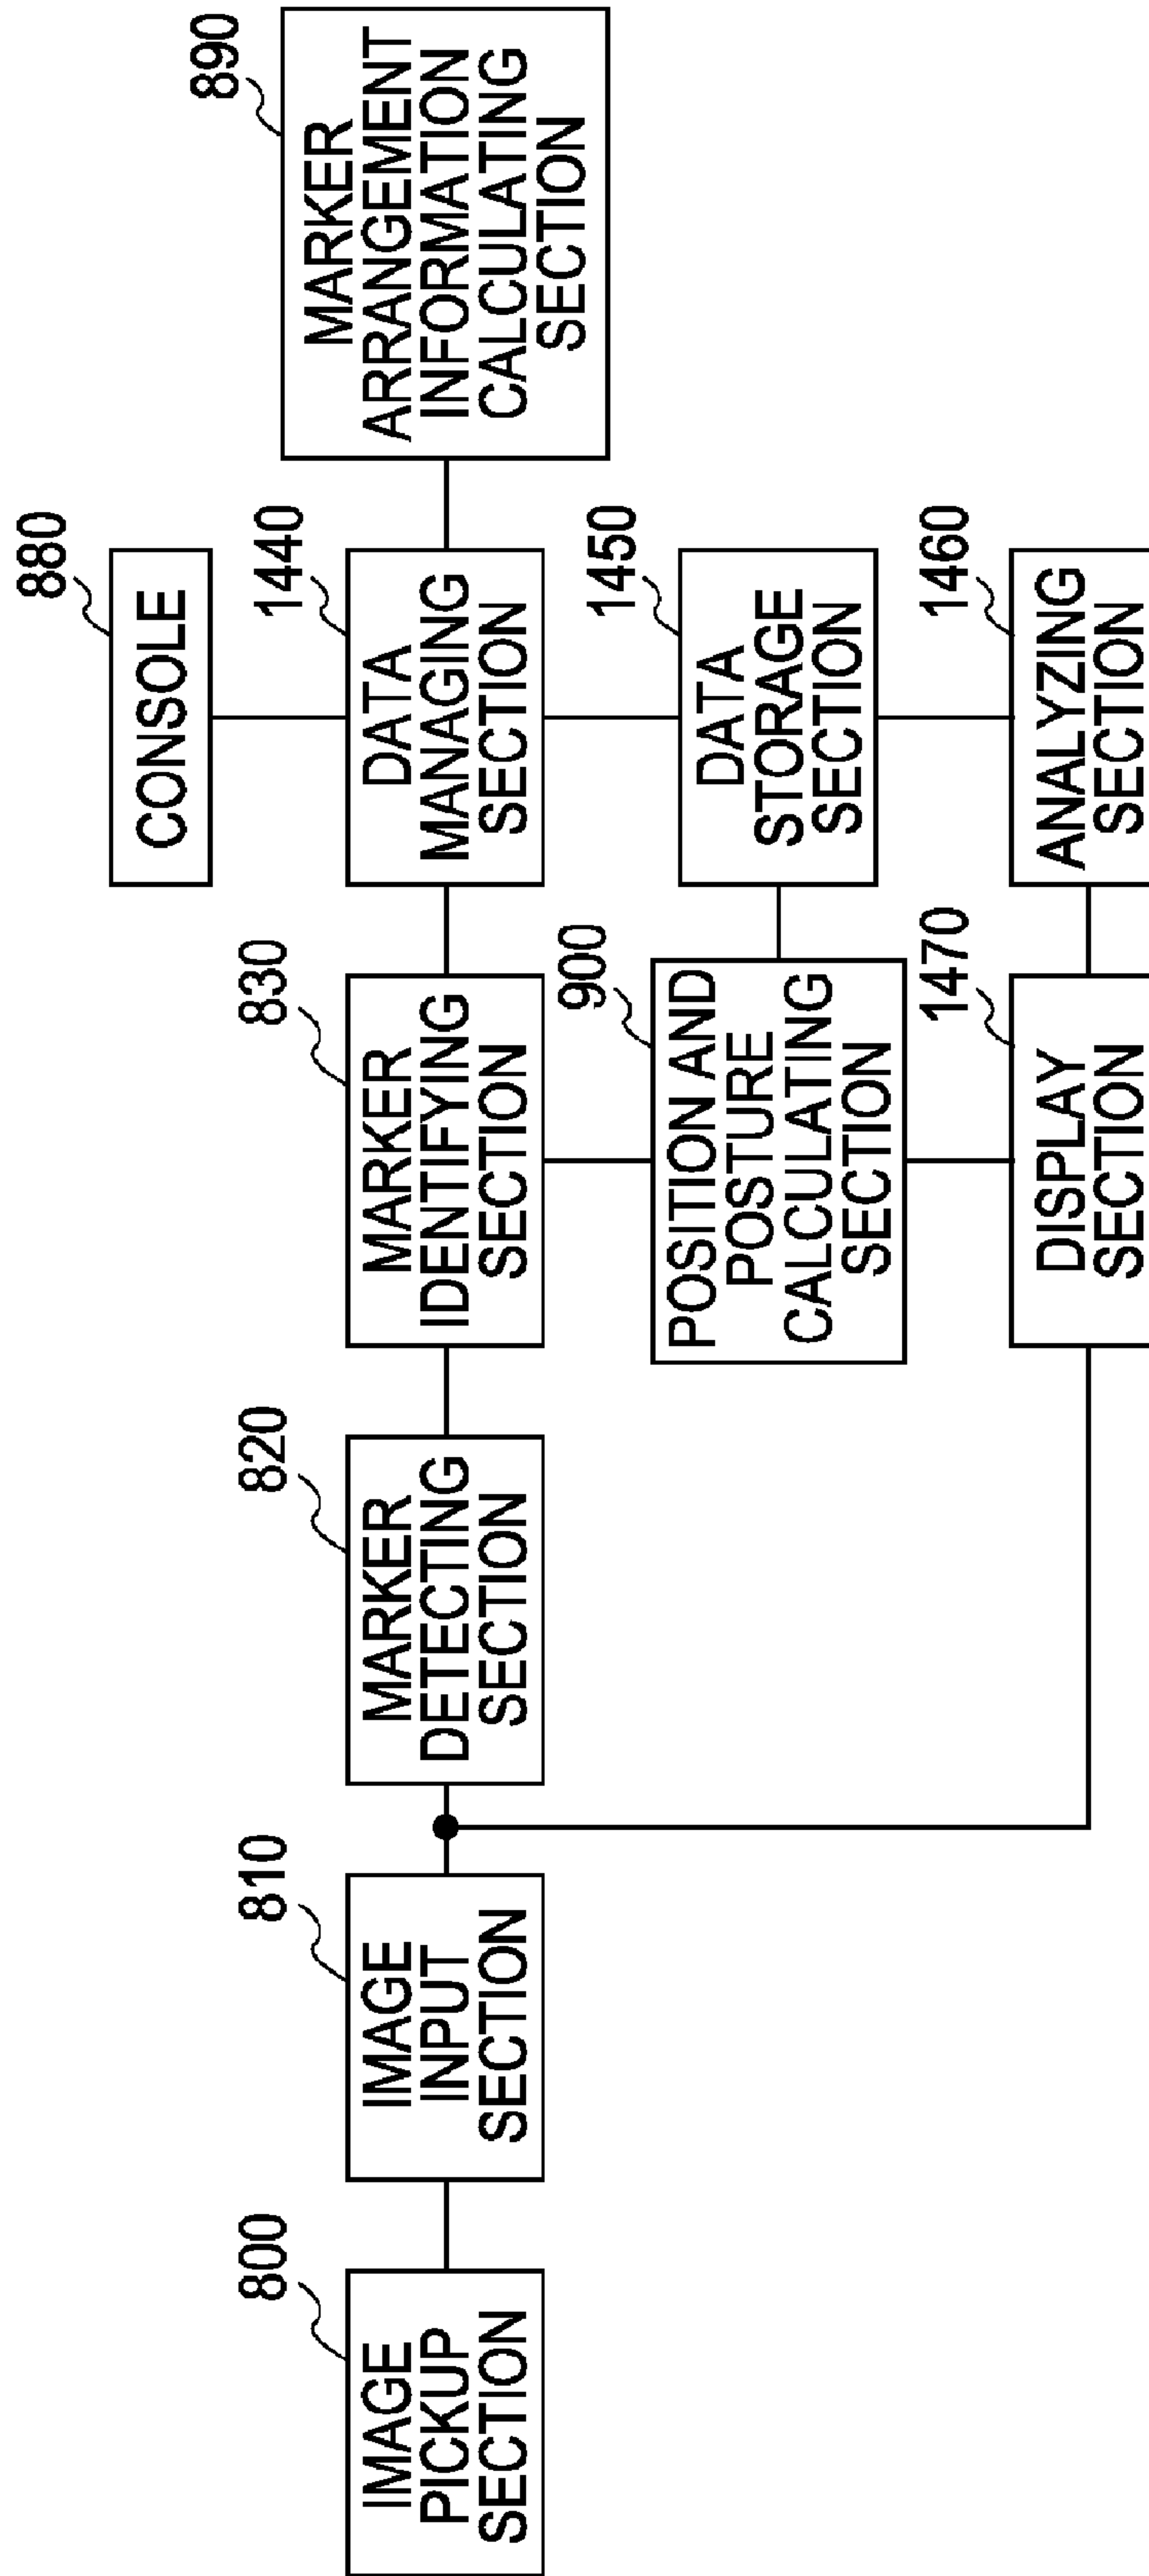 880
CONSOLE
800
IMAGE
PICKUP
SECTION
810
IMAGE
INPUT
SECTION
820
MARKER
DETECTING
SECTION
830
MARKER
IDENTIFYING
SECTION
1440
DATA
MANAGING
SECTION
890
MARKER
ARRANGEMENT
INFORMATION
CALCULATING
SECTION
900
POSITION AND
POSTURE
CALCULATING
SECTION
1450
DATA
STORAGE
SECTION
1470
DISPLAY
SECTION
1460
ANALYZING
SECTION